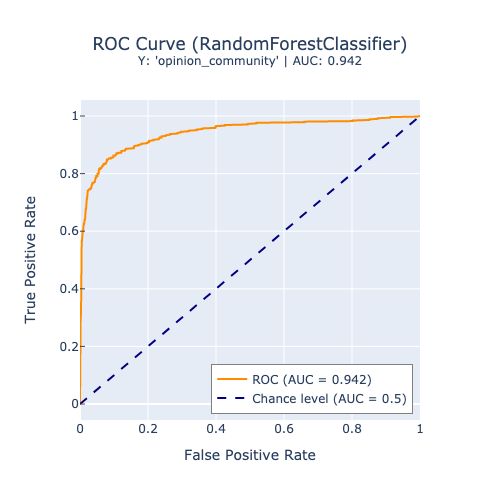 ROC Curve (RandomForestClassifier)
Y: 'opinion_community' | AUC: 0.942
True Positive Rate
1
0.8
0.6
0.4
0.2
0
ROC (AUC = 0.942)
Chance level (AUC = 0.5)
0 0.2 0.4 0.6 0.8 1
False Positive Rate